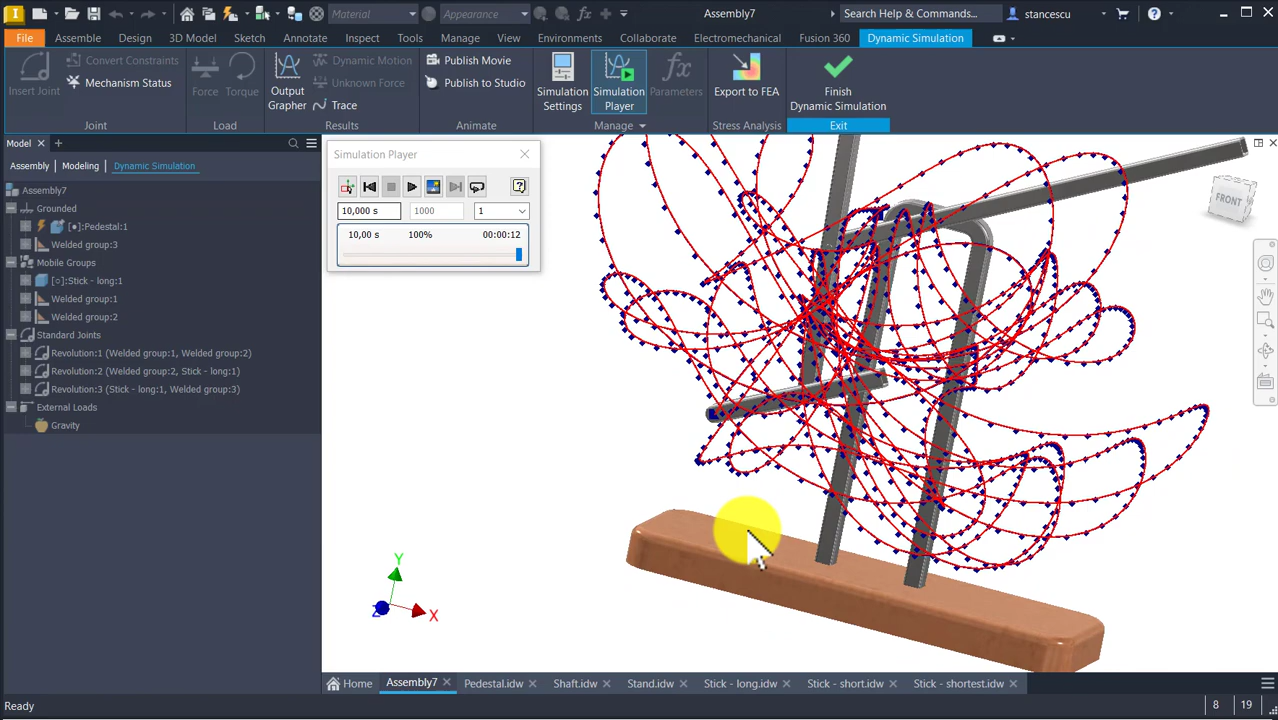 Material
Appearance
Assembly7
Search Help & Commands...
stancescu
File
Assemble
3D Model
Sketch
Annotate
Inspect
Tools
Manage
View
Environments
Collaborate
Electromechanical
Fusion 360
Dynamic Simulation
Insert Joint
Convert Constraints
Mechanism Status
Joint
Force
Torque
Load
Output
Grapher
Dynamic Motion
Unknown Force
Trace
Results
Publish Movie
Publish to Studio
Animate
Simulation
Settings
Simulation
Player
Parameters
Manage
Export to FEA
Stress Analysis
Finish
Dynamic Simulation
Exit
Model
Assembly
Modeling
Dynamic Simulation
Assembly7
Grounded
[●]:Pedestal:1
Welded group:3
Mobile Groups
[○]:Stick - long:1
Welded group:1
Welded group:2
Standard Joints
Revolution:1 (Welded group:1, Welded group:2)
Revolution:2 (Welded group:2, Stick - long:1)
Revolution:3 (Stick - long:1, Welded group:3)
External Loads
Gravity
Simulation Player
10,000 s
1000
1
10,00 s
100%
00:00:12
FRONT
Y
X
Z
Home
Assembly7
Pedestal.idw
Shaft.idw
Stand.idw
Stick - long.idw
Stick - short.idw
Stick - shortest.idw
Ready
8
19